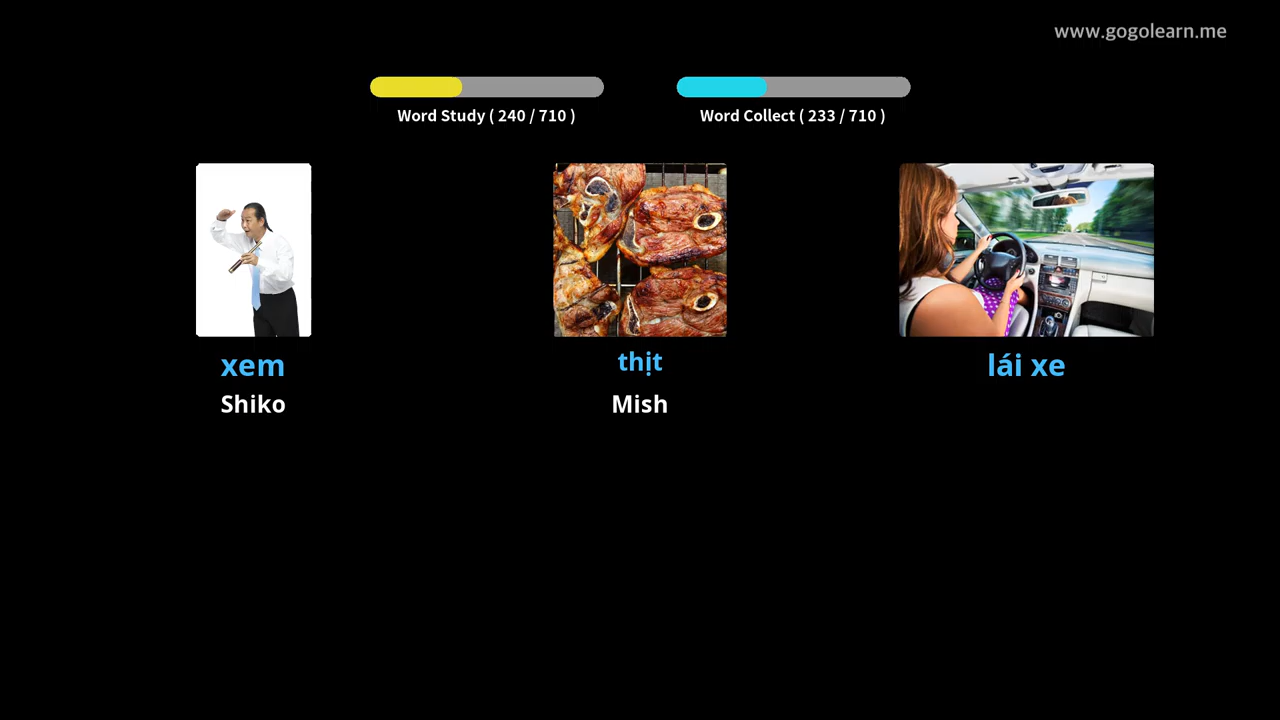 www.gogolearn.me
Word Study ( 240 / 710 )
Word Collect ( 233 / 710 )
xem
Shiko
thịt
Mish
lái xe